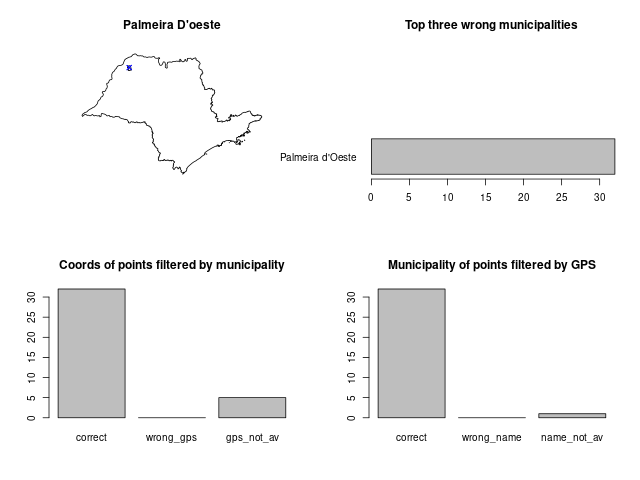 Palmeira D'oeste
Top three wrong municipalities
Palmeira d'Oeste
0 5 10 15 20 25 30
Coords of points filtered by municipality
Municipality of points filtered by GPS
30
25
20
15
10
5
0
correct wrong_gps gps_not_av
30
25
20
15
10
5
0
correct wrong_name name_not_av